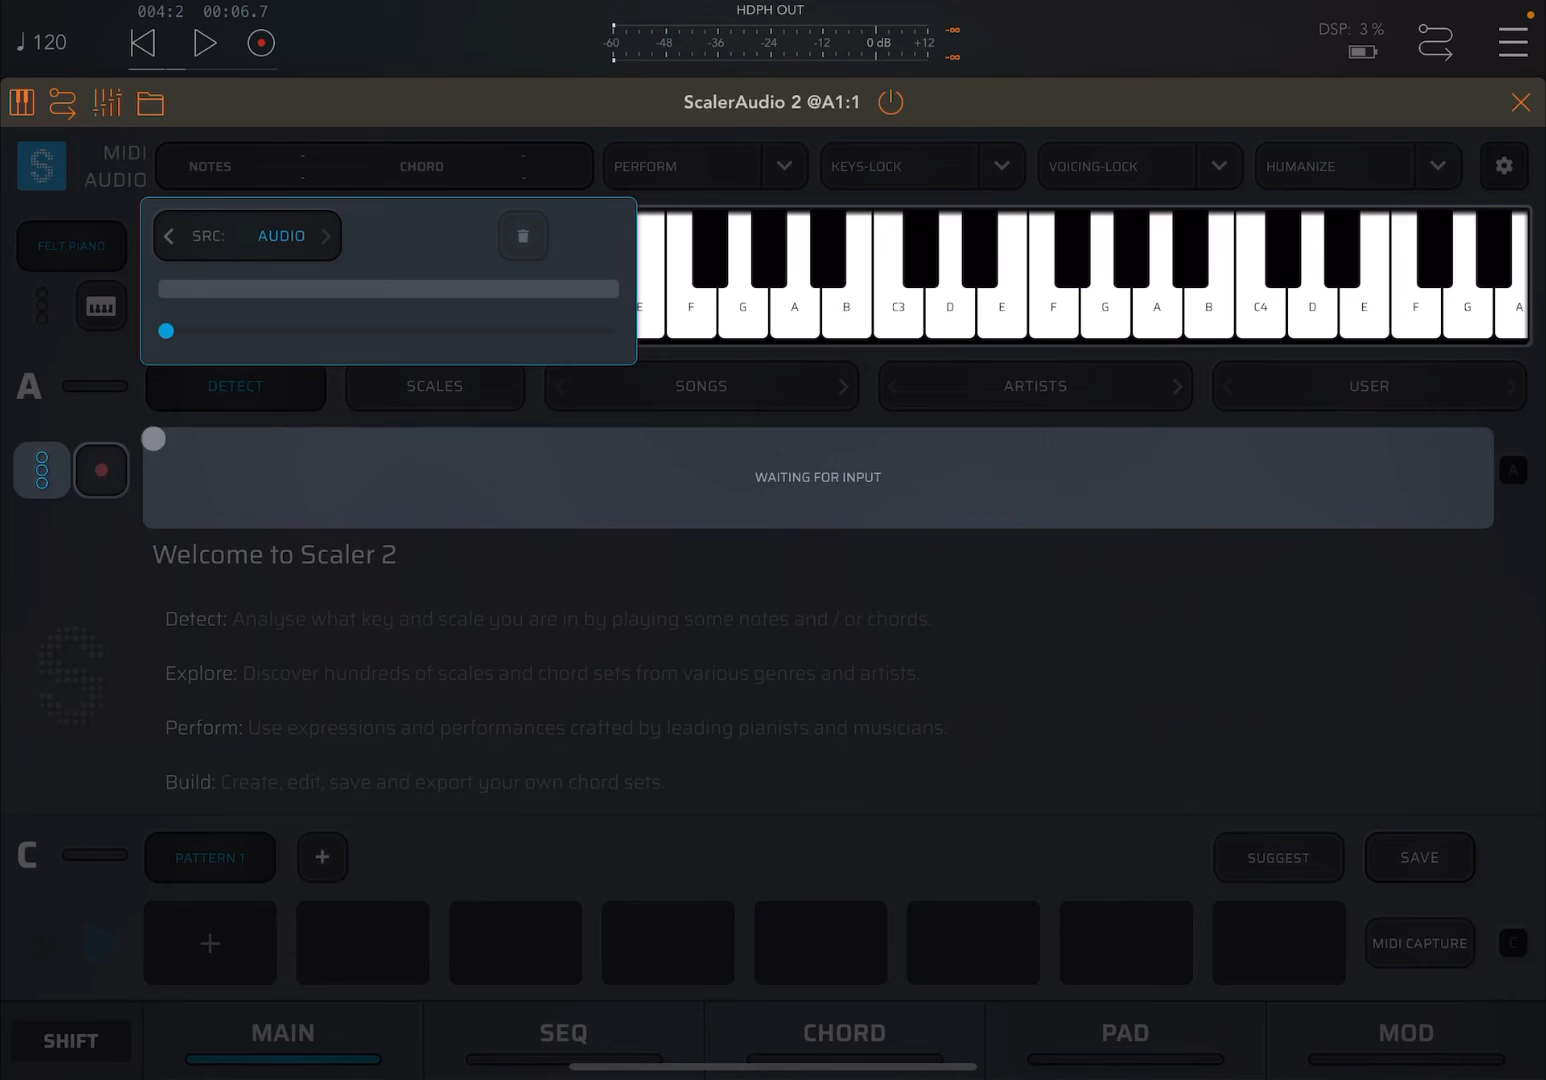 004:2 00:06.7
HDPH OUT
♩ 120
-60 -48 -36 -24 -12 0 dB +12
-∞
-∞
DSP: 3 %
ScalerAudio 2 @A1:1
S
MIDI
AUDIO
NOTES - - CHORD - -
PERFORM
KEYS-LOCK
VOICING-LOCK
HUMANIZE
FELT PIANO
SRC: AUDIO
E F G A B C3 D E F G A B C4 D E F G A
A
DETECT
SCALES
SONGS
ARTISTS
USER
WAITING FOR INPUT
A
Welcome to Scaler 2
Detect: Analyse what key and scale you are in by playing some notes and / or chords.
Explore: Discover hundreds of scales and chord sets from various genres and artists.
Perform: Use expressions and performances crafted by leading pianists and musicians.
Build: Create, edit, save and export your own chord sets.
C
PATTERN 1
+
SUGGEST
SAVE
+
MIDI CAPTURE
C
SHIFT
MAIN
SEQ
CHORD
PAD
MOD